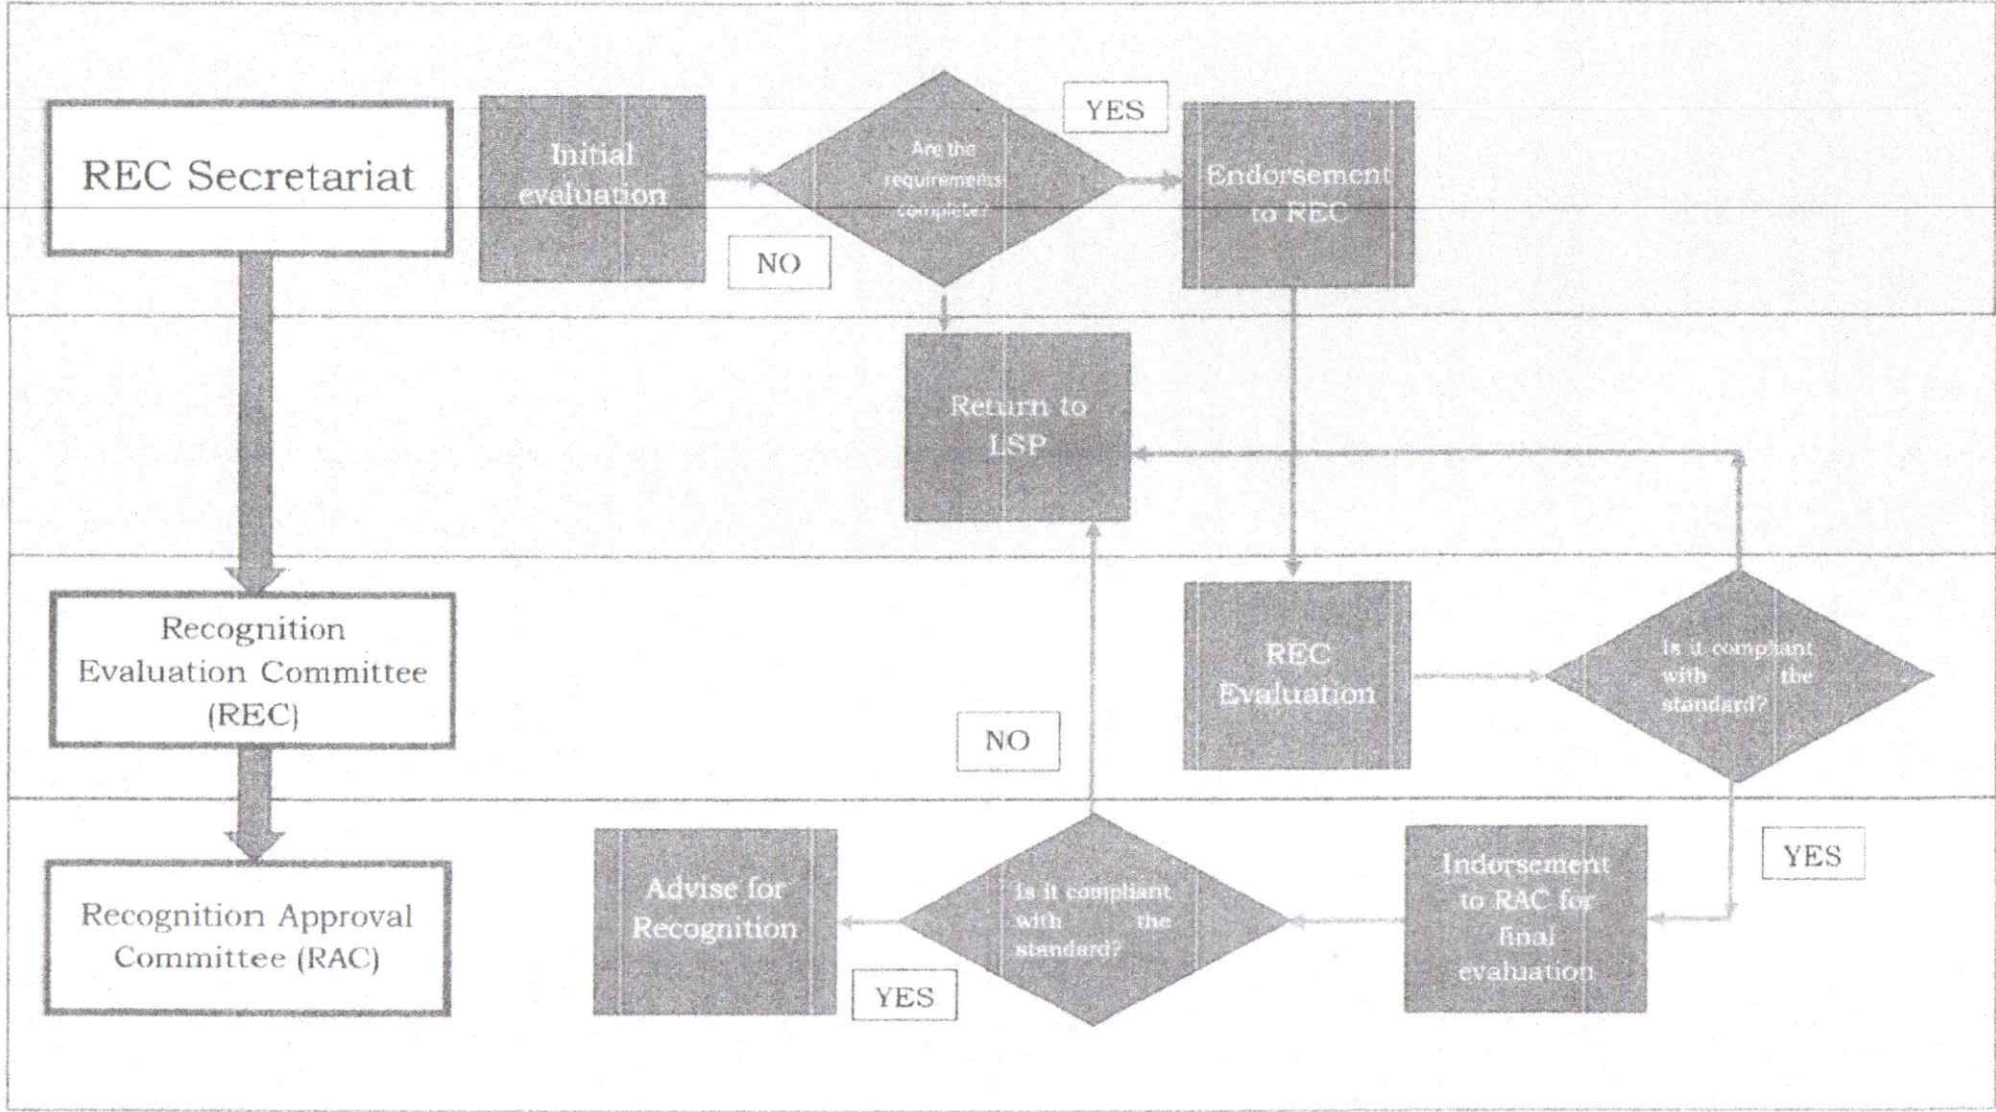 REC Secretariat
Initial
evaluation
Are the
requirements
complete?
YES
Endorsement
to REC
NO
Return to
LSP
Recognition
Evaluation Committee
(REC)
REC
Evaluation
Is it compliant
with the
standard?
NO
YES
Recognition Approval
Committee (RAC)
Advise for
Recognition
YES
Is it compliant
with the
standard?
Indorsement
to RAC for
final
evaluation